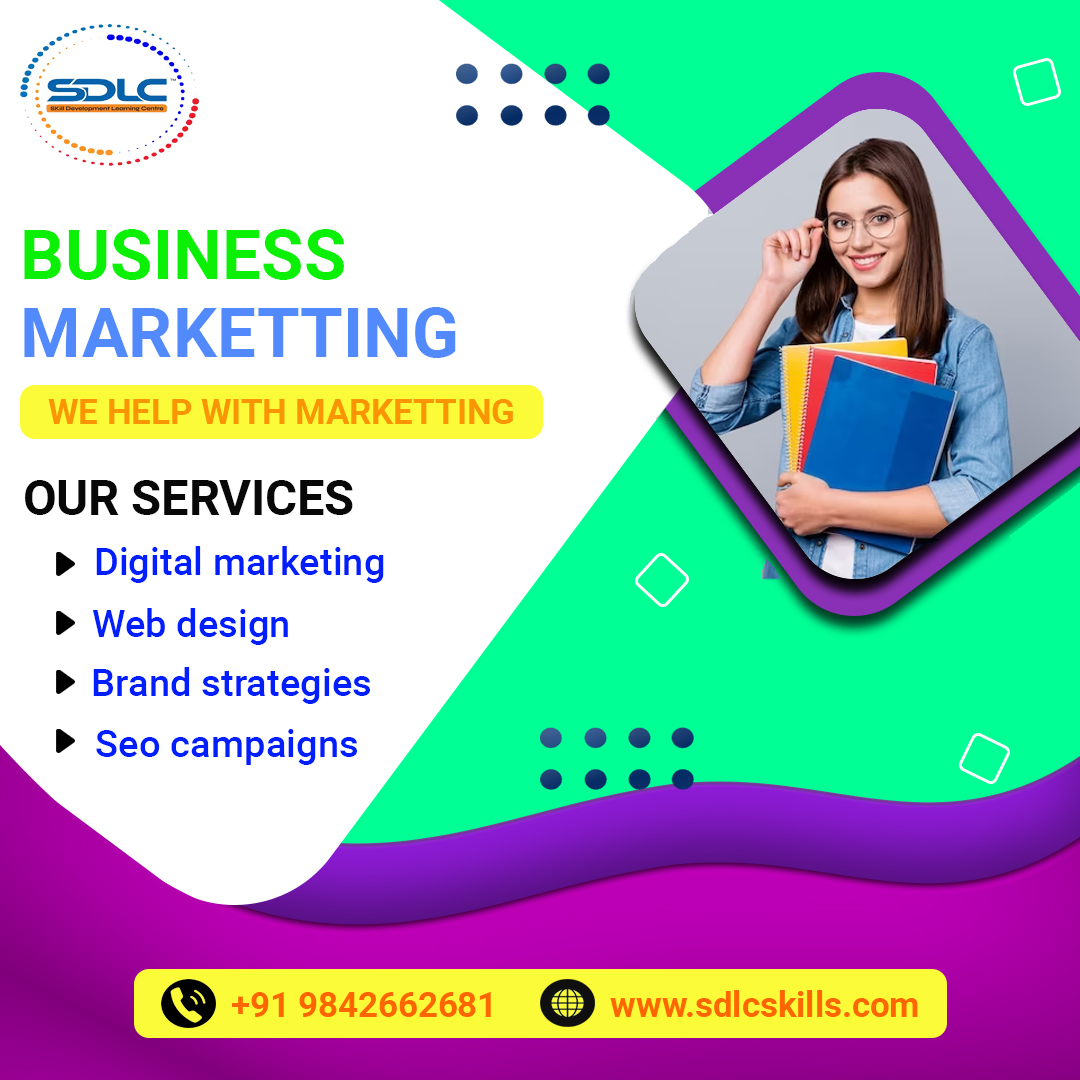 SDLC™
SKill Development Learning Centre
BUSINESS
MARKETTING
WE HELP WITH MARKETTING
OUR SERVICES
Digital marketing
Web design
Brand strategies
Seo campaigns
+91 9842662681
www.sdlcskills.com